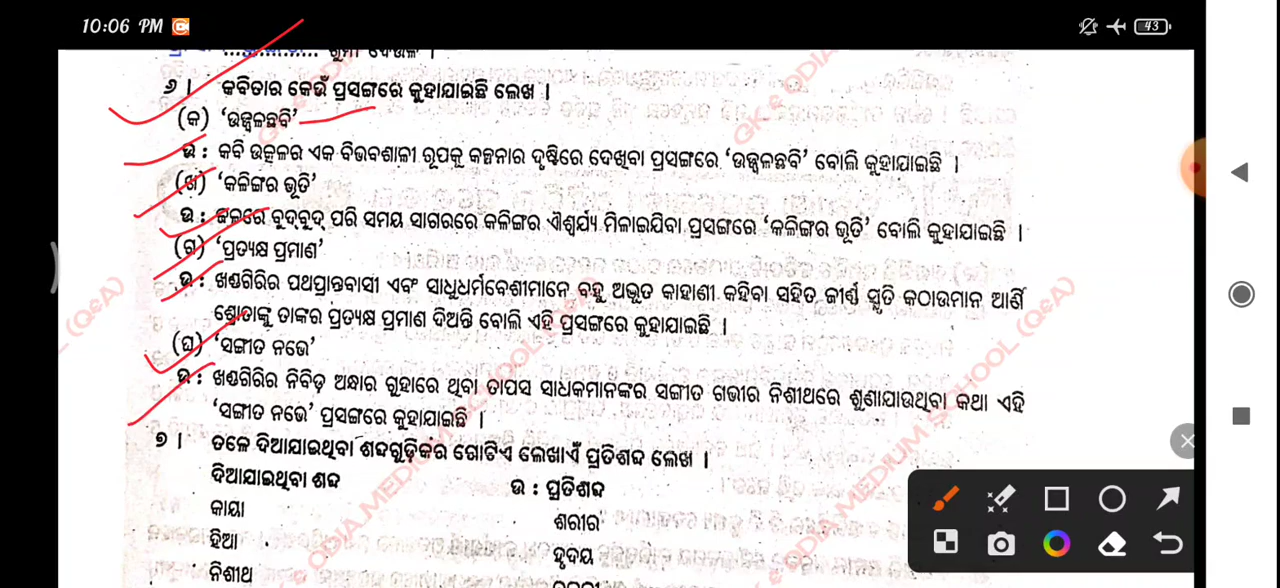 10:06 PM
43
୬ । କବିତାର କେଉଁ ପ୍ରସଙ୍ଗରେ କୁହାଯାଇଛି ଲେଖ ।
(କ) ‘ଉଜ୍ଜ୍ୱଳଛବି’
ଉ : କବି ଉତ୍କଳର ଏକ ବିଭବଶାଳୀ ରୂପକୁ କଳ୍ପନାର ଦୃଷ୍ଟିରେ ଦେଖିବା ପ୍ରସଙ୍ଗରେ ‘ଉଜ୍ଜ୍ୱଳଛବି’ ବୋଲି କୁହାଯାଇଛି ।
(ଖ) ‘କଳିଙ୍ଗର ଭୂତି’
ଉ : ଜଳରେ ବୁଦ୍‌ବୁଦ୍ ପରି ସମୟ ସାଗରରେ କଳିଙ୍ଗର ଐଶ୍ୱର୍ଯ୍ୟ ମିଳାଇଯିବା ପ୍ରସଙ୍ଗରେ ‘କଳିଙ୍ଗର ଭୂତି’ ବୋଲି କୁହାଯାଇଛି ।
(ଗ) ‘ପ୍ରତ୍ୟକ୍ଷ ପ୍ରମାଣ’
ଉ : ଖଣ୍ଡଗିରିର ପଥପ୍ରାନ୍ତବାସୀ ଏବଂ ସାଧୁଧର୍ମବେଶୀମାନେ ବହୁ ଅଦ୍ଭୁତ କାହାଣୀ କହିବା ସହିତ ଜୀର୍ଣ୍ଣ ସ୍ମୃତି କଠାଉମାନ ଆଣି
ଶ୍ରୋତାଙ୍କୁ ତାଙ୍କର ପ୍ରତ୍ୟକ୍ଷ ପ୍ରମାଣ ଦିଅନ୍ତି ବୋଲି ଏହି ପ୍ରସଙ୍ଗରେ କୁହାଯାଇଛି ।
(ଘ) ‘ସଙ୍ଗୀତ ନଭେ’
ଉ : ଖଣ୍ଡଗିରିର ନିବିଡ଼ ଅନ୍ଧାର ଗୁହାରେ ଥିବା ତାପସ ସାଧକମାନଙ୍କର ସଙ୍ଗୀତ ଗଭୀର ନିଶୀଥରେ ଶୁଣାଯାଉଥିବା କଥା ଏହି
‘ସଙ୍ଗୀତ ନଭେ’ ପ୍ରସଙ୍ଗରେ କୁହାଯାଇଛି ।
୭ । ତଳେ ଦିଆଯାଇଥିବା ଶବ୍ଦଗୁଡ଼ିକର ଗୋଟିଏ ଲେଖାଏଁ ପ୍ରତିଶବ୍ଦ ଲେଖ ।
ଦିଆଯାଇଥିବା ଶବ୍ଦ ଉ : ପ୍ରତିଶବ୍ଦ
କାୟା ଶରୀର
ହିଆ ହୃଦୟ
ନିଶୀଥ